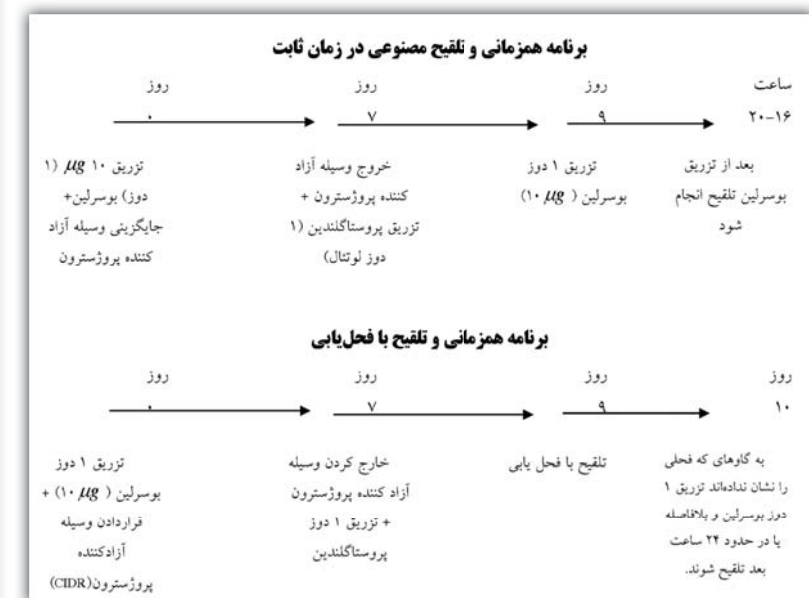 برنامه همزمانی و تلقیح مصنوعی در زمان ثابت
روز روز روز ساعت
۰ ۷ ۹ ۲۰-۱۶
تزریق ۱۰ μg (۱
دوز) بوسرلین+
جایگزینی وسیله آزاد
کننده پروژسترون
خروج وسیله آزاد
کننده پروژسترون +
تزریق پروستاگلندین (۱
دوز لوتئال)
تزریق ۱ دوز
بوسرلین ( ۱۰ μg)
بعد از تزریق
بوسرلین تلقیح انجام
شود
برنامه همزمانی و تلقیح با فحل‌یابی
روز روز روز روز
۰ ۷ ۹ ۱۰
تزریق ۱ دوز
بوسرلین ( ۱۰ μg) +
قراردادن وسیله
آزادکننده
پروژسترون(CIDR)
خارج کردن وسیله
آزاد کننده پروژسترون
+ تزریق ۱ دوز
پروستاگلندین
تلقیح با فحل یابی
به گاوهای که فحلی
را نشان نداده‌اند تزریق ۱
دوز بوسرلین و بلافاصله
یا در حدود ۲۴ ساعت
بعد تلقیح شوند.